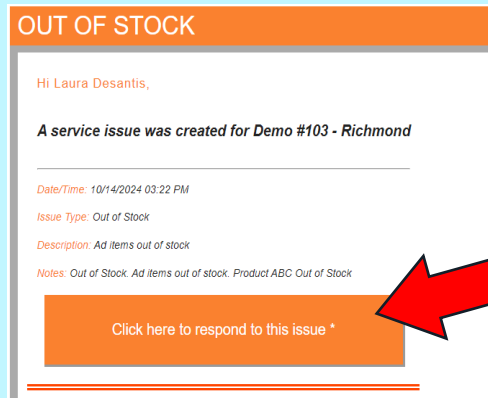 OUT OF STOCK
Hi Laura Desantis,
A service issue was created for Demo #103 - Richmond
Date/Time: 10/14/2024 03:22 PM
Issue Type: Out of Stock
Description: Ad items out of stock
Notes: Out of Stock. Ad items out of stock. Product ABC Out of Stock
Click here to respond to this issue *